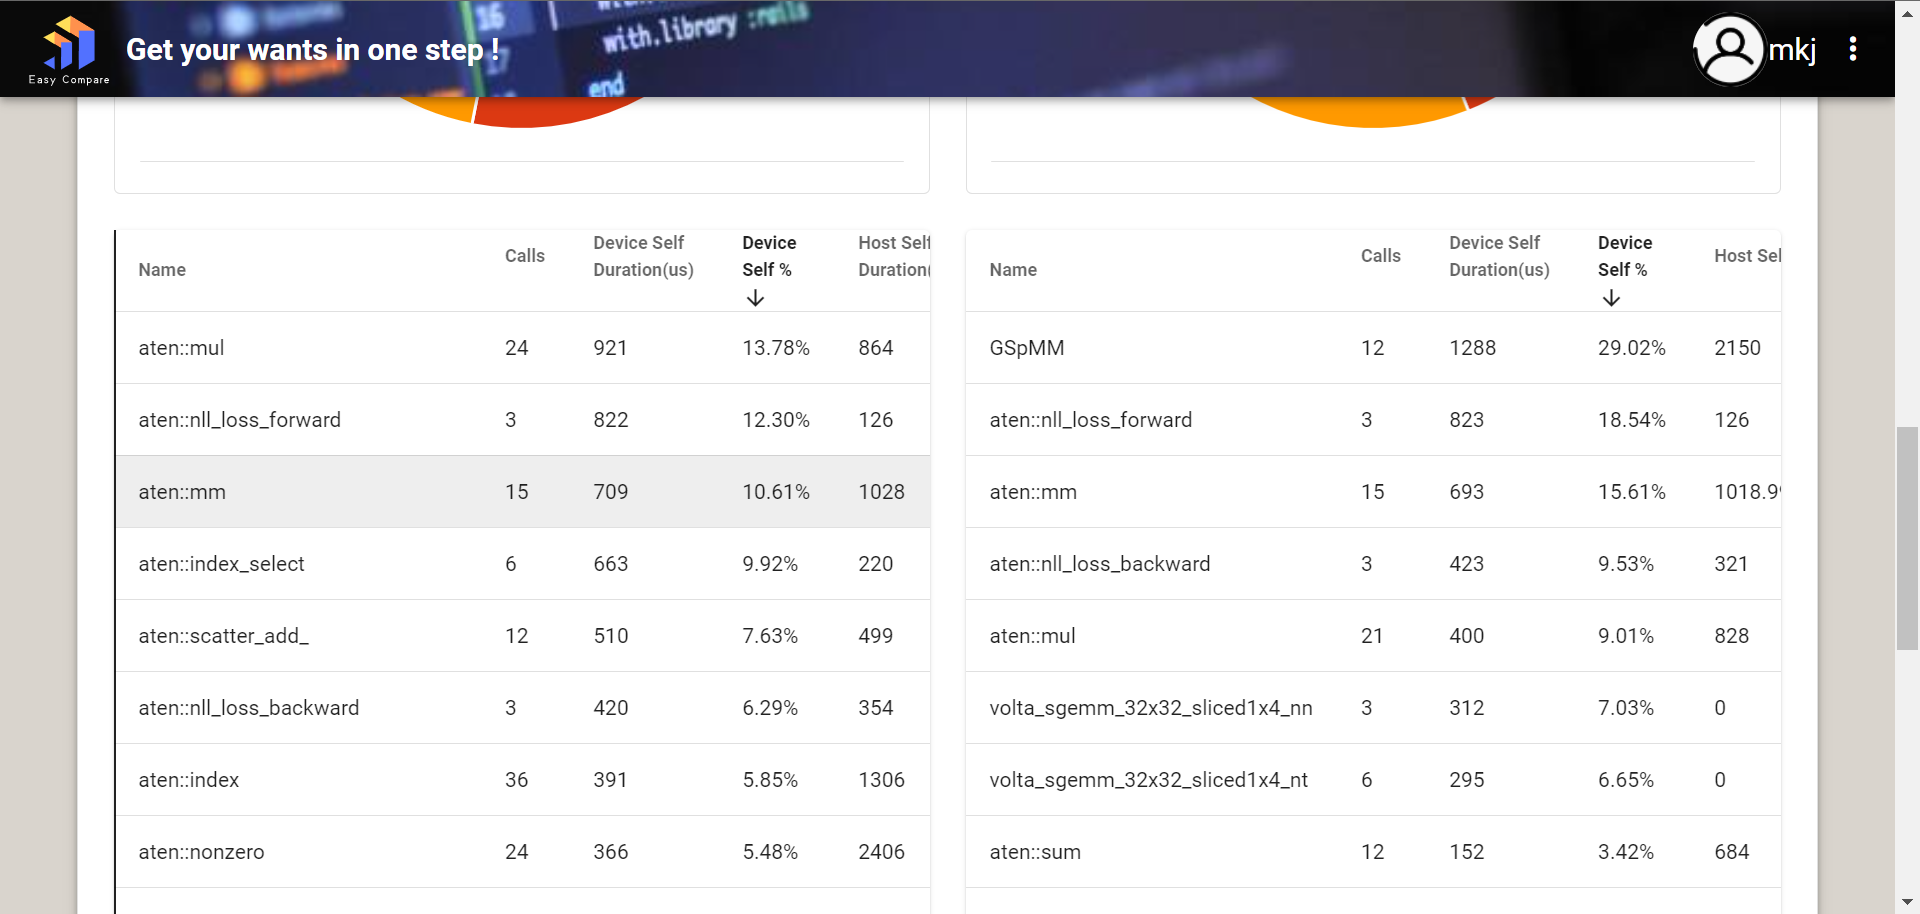 16
with.library :rails
17
end
Easy Compare
Get your wants in one step !
mkj
Name Calls Device Self Duration(us) Device Self % Host Self Duration(
aten::mul 24 921 13.78% 864
aten::nll_loss_forward 3 822 12.30% 126
aten::mm 15 709 10.61% 1028
aten::index_select 6 663 9.92% 220
aten::scatter_add_ 12 510 7.63% 499
aten::nll_loss_backward 3 420 6.29% 354
aten::index 36 391 5.85% 1306
aten::nonzero 24 366 5.48% 2406
Name Calls Device Self Duration(us) Device Self % Host Sel
GSpMM 12 1288 29.02% 2150
aten::nll_loss_forward 3 823 18.54% 126
aten::mm 15 693 15.61% 1018.9
aten::nll_loss_backward 3 423 9.53% 321
aten::mul 21 400 9.01% 828
volta_sgemm_32x32_sliced1x4_nn 3 312 7.03% 0
volta_sgemm_32x32_sliced1x4_nt 6 295 6.65% 0
aten::sum 12 152 3.42% 684